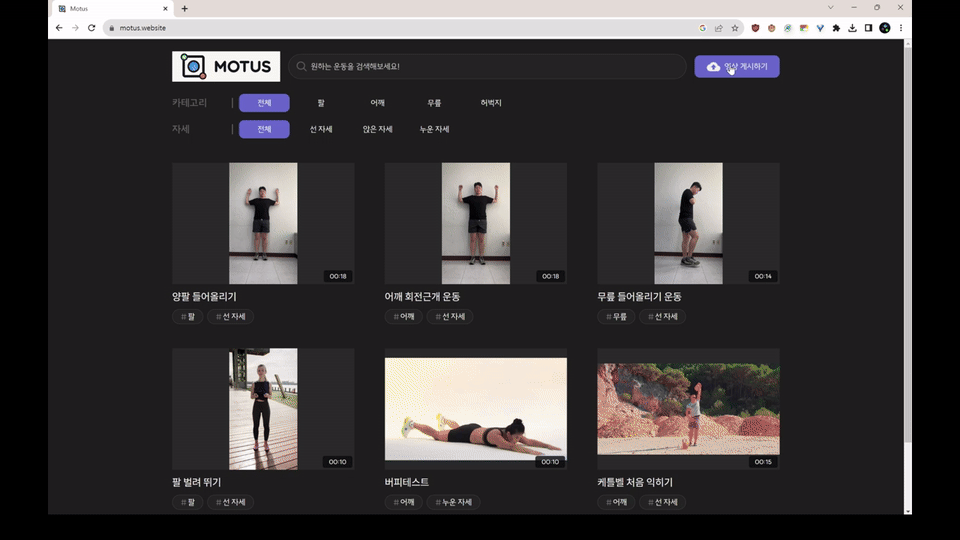 Motus
motus.website
MOTUS
원하는 운동을 검색해보세요!
영상 게시하기
카테고리 | 전체 팔 어깨 무릎 허벅지
자세 | 전체 선 자세 앉은 자세 누운 자세
00:18 00:18 00:14
양팔 들어올리기 어깨 회전근개 운동 무릎 들어올리기 운동
#팔 #선 자세 #어깨 #선 자세 #무릎 #선 자세
00:10 00:10 00:15
팔 벌려 뛰기 버피테스트 케틀벨 처음 익히기
#팔 #선 자세 #어깨 #누운 자세 #어깨 #선 자세